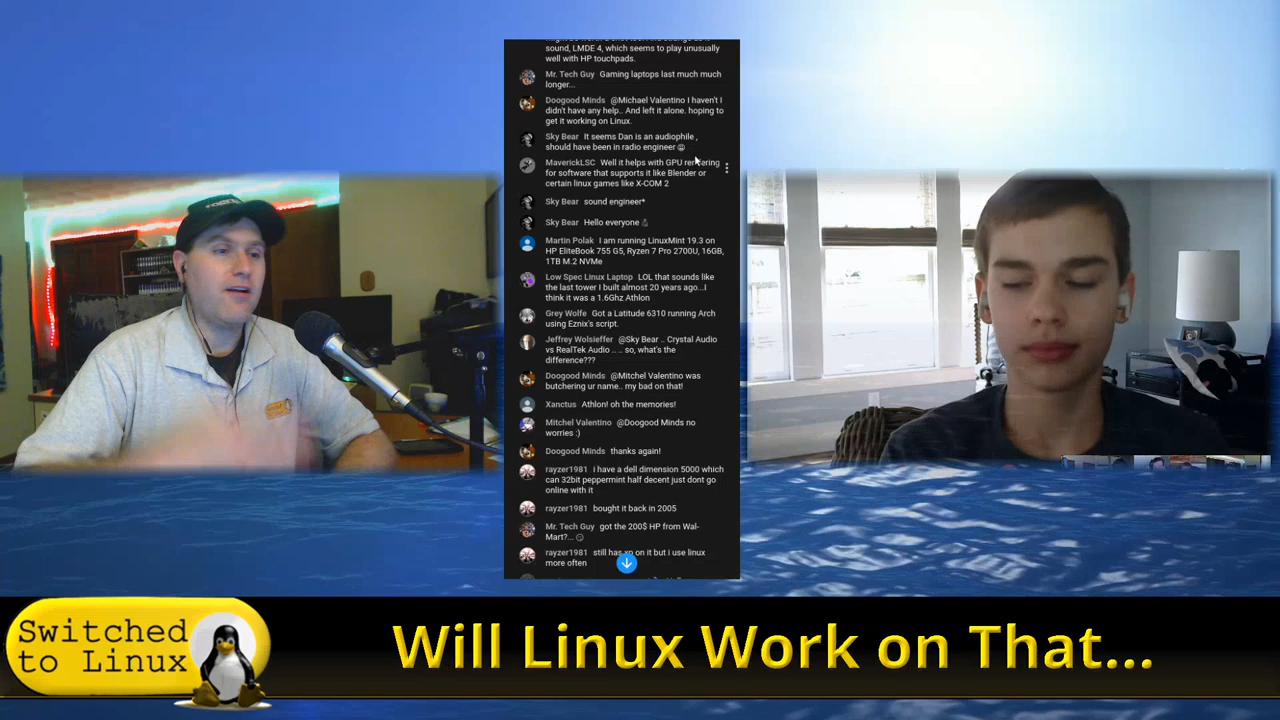 sound, LMDE 4, which seems to play unusually
well with HP touchpads.
Mr. Tech Guy Gaming laptops last much much
longer...
Doogood Minds @Michael Valentino I haven't I
didn't have any help.. And left it alone. hoping to
get it working on Linux.
Sky Bear It seems Dan is an audiophile ,
should have been in radio engineer
MaverickLSC Well it helps with GPU rendering
for software that supports it like Blender or
certain linux games like X-COM 2
Sky Bear sound engineer*
Sky Bear Hello everyone
Martin Polak I am running LinuxMint 19.3 on
HP EliteBook 755 G5, Ryzen 7 Pro 2700U, 16GB,
1TB M.2 NVMe
Low Spec Linux Laptop LOL that sounds like
the last tower I built almost 20 years ago...I
think it was a 1.6Ghz Athlon
Grey Wolfe Got a Latitude 6310 running Arch
using Eznix's script.
Jeffrey Wolsieffer @Sky Bear .. Crystal Audio
vs RealTek Audio .. .. so, what's the
difference???
Doogood Minds @Mitchel Valentino was
butchering ur name.. my bad on that!
Xanctus Athlon! oh the memories!
Mitchel Valentino @Doogood Minds no
worries :)
Doogood Minds thanks again!
rayzer1981 i have a dell dimension 5000 which
can 32bit peppermint half decent just dont go
online with it
rayzer1981 bought it back in 2005
Mr. Tech Guy got the 200$ HP from Wal-
Mart?...
rayzer1981 still has xp on it but i use linux
more often
Switched
to Linux
Will Linux Work on That...